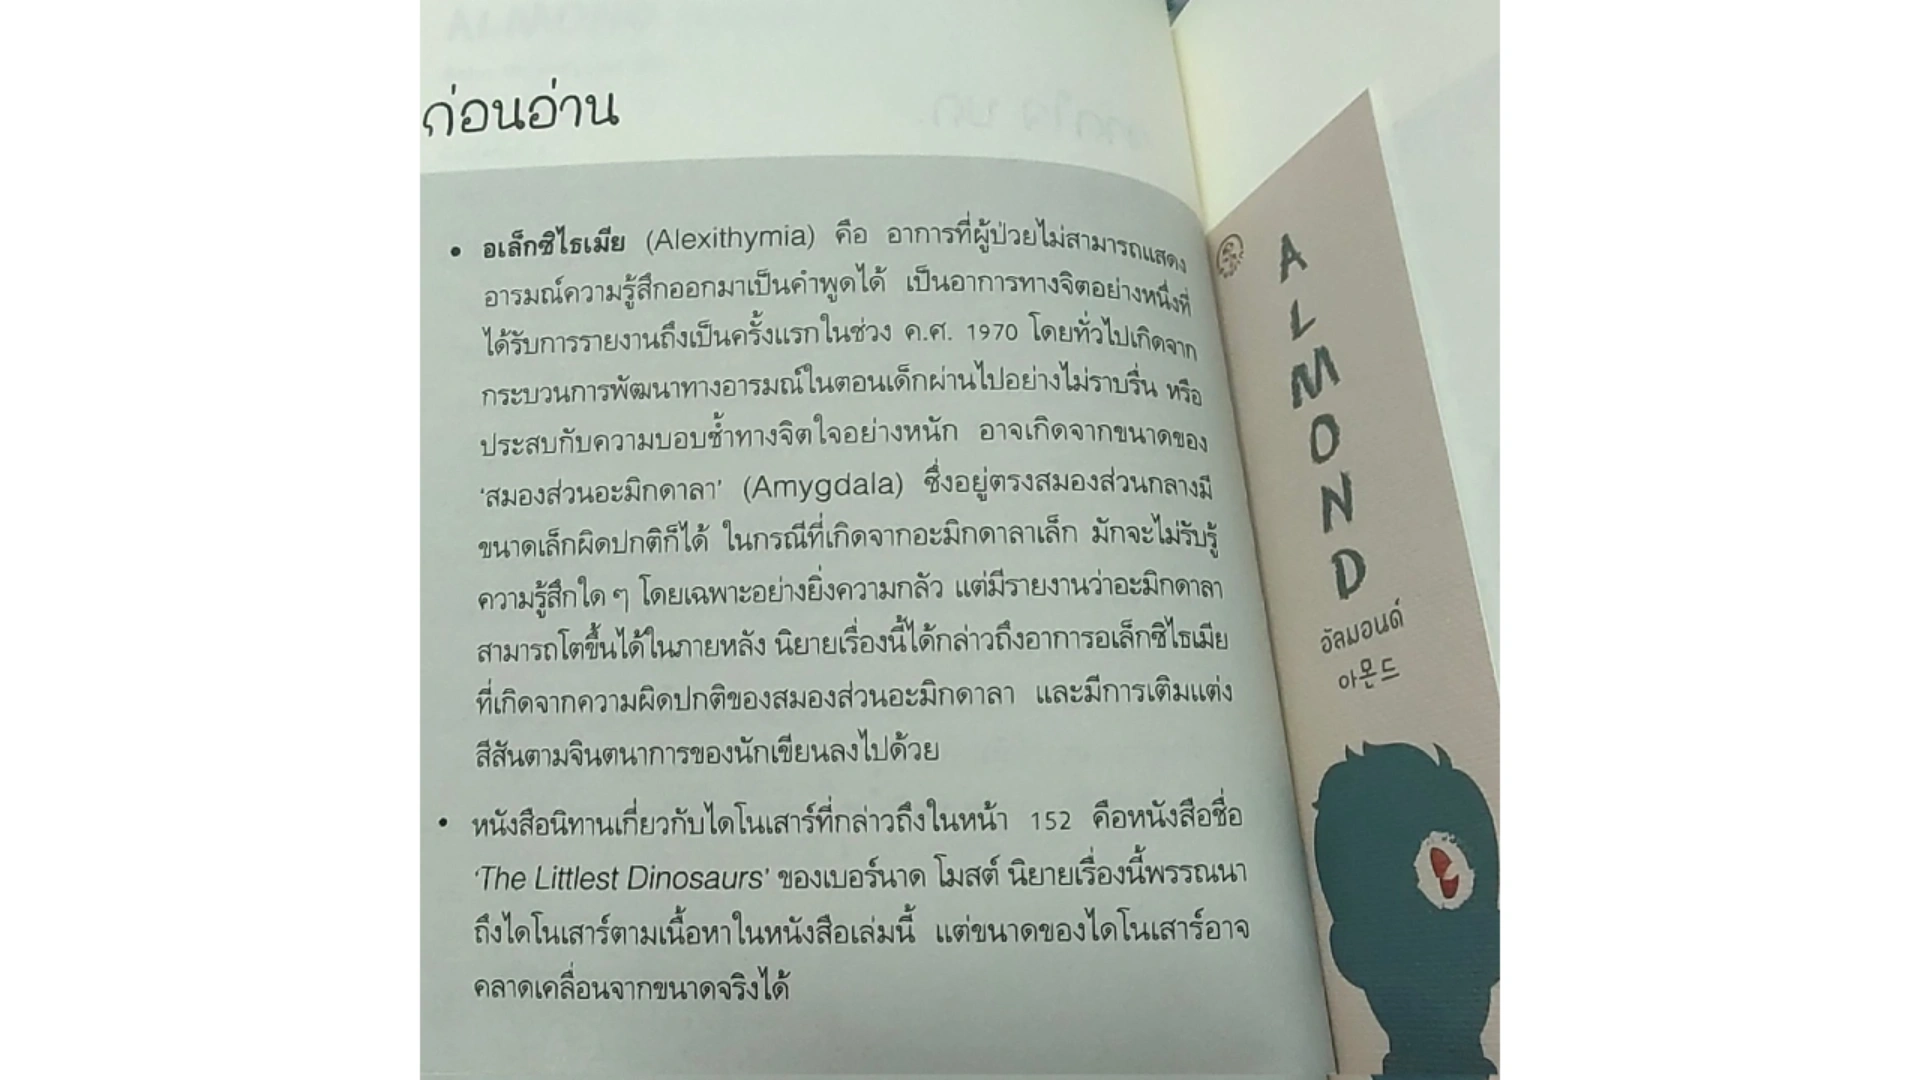 ก่อนอ่าน
• อเล็กซิไธเมีย (Alexithymia) คือ อาการที่ผู้ป่วยไม่สามารถแสดง
อารมณ์ความรู้สึกออกมาเป็นคำพูดได้ เป็นอาการทางจิตอย่างหนึ่งที่
ได้รับการรายงานถึงเป็นครั้งแรกในช่วง ค.ศ. 1970 โดยทั่วไปเกิดจาก
กระบวนการพัฒนาทางอารมณ์ในตอนเด็กผ่านไปอย่างไม่ราบรื่น หรือ
ประสบกับความบอบช้ำทางจิตใจอย่างหนัก อาจเกิดจากขนาดของ
‘สมองส่วนอะมิกดาลา’ (Amygdala) ซึ่งอยู่ตรงสมองส่วนกลางมี
ขนาดเล็กผิดปกติก็ได้ ในกรณีที่เกิดจากอะมิกดาลาเล็ก มักจะไม่รับรู้
ความรู้สึกใด ๆ โดยเฉพาะอย่างยิ่งความกลัว แต่มีรายงานว่าอะมิกดาลา
สามารถโตขึ้นได้ในภายหลัง นิยายเรื่องนี้ได้กล่าวถึงอาการอเล็กซิไธเมีย
ที่เกิดจากความผิดปกติของสมองส่วนอะมิกดาลา และมีการเติมแต่ง
สีสันตามจินตนาการของนักเขียนลงไปด้วย
• หนังสือนิทานเกี่ยวกับไดโนเสาร์ที่กล่าวถึงในหน้า 152 คือหนังสือชื่อ
‘The Littlest Dinosaurs’ ของเบอร์นาด โมสต์ นิยายเรื่องนี้พรรณนา
ถึงไดโนเสาร์ตามเนื้อหาในหนังสือเล่มนี้ แต่ขนาดของไดโนเสาร์อาจ
คลาดเคลื่อนจากขนาดจริงได้
ALMOND
อัลมอนด์
아몬드